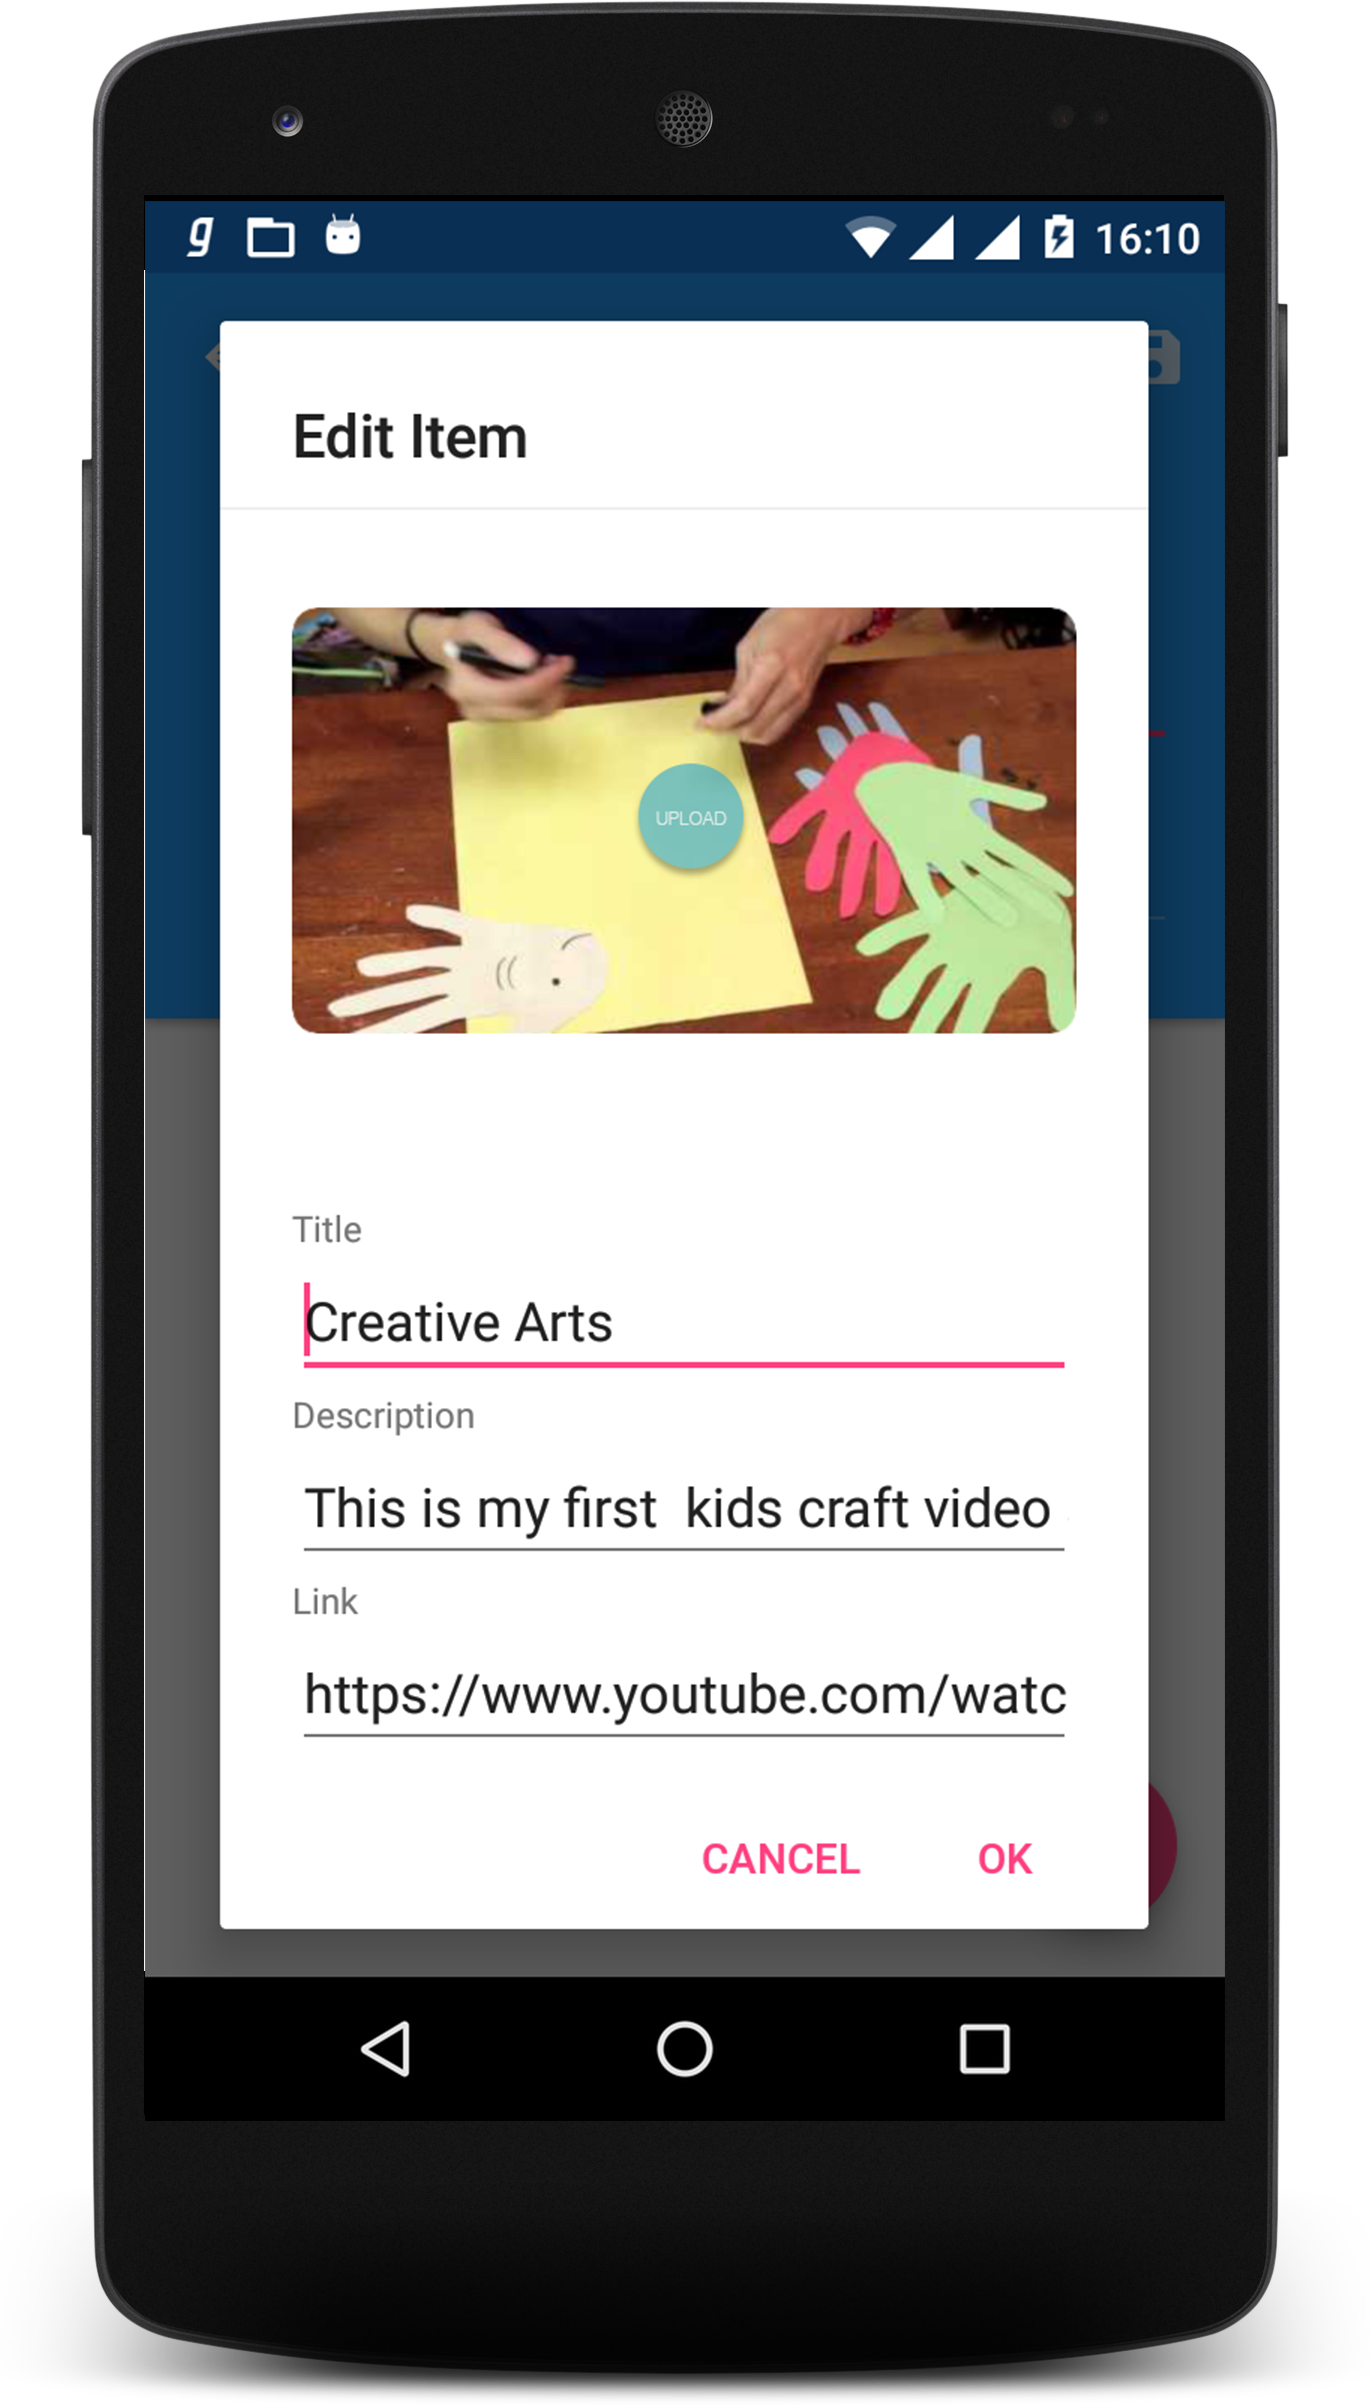 g 16:10
Edit Item
UPLOAD
Title
Creative Arts
Description
This is my first  kids craft video
Link
https://www.youtube.com/watc
CANCEL OK